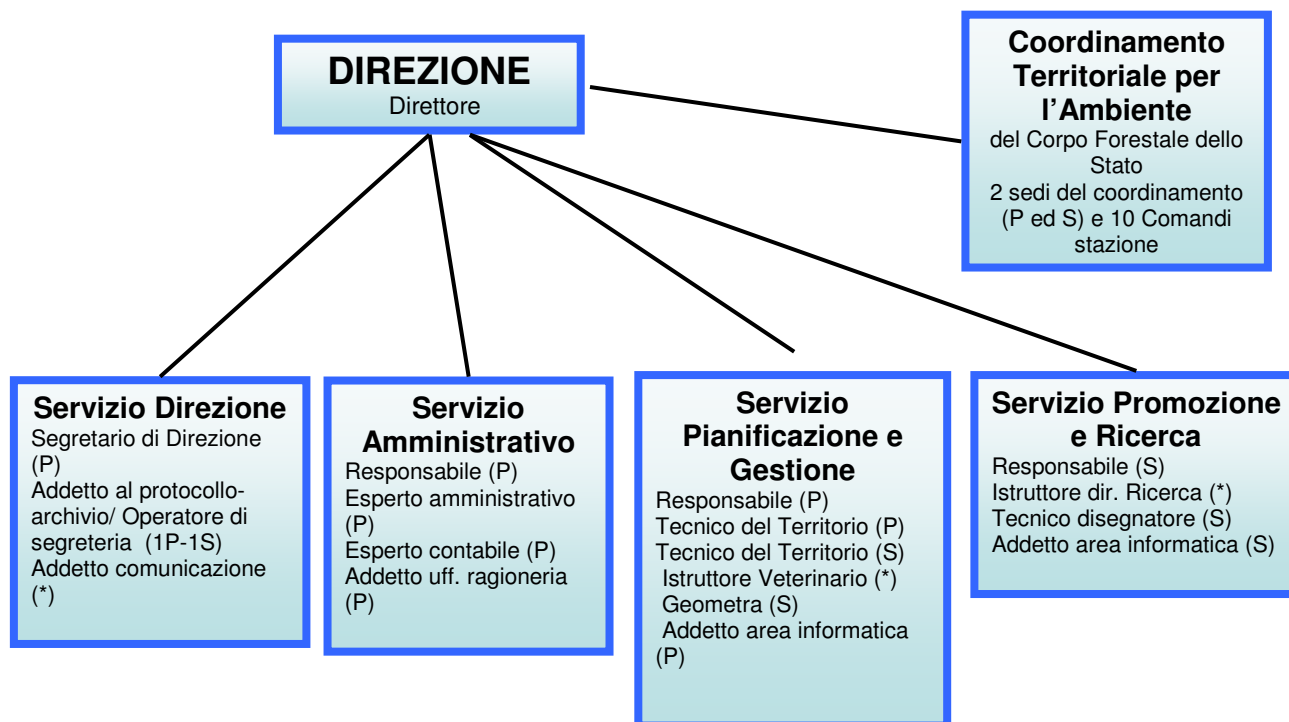 DIREZIONE
Direttore
Coordinamento
Territoriale per
l'Ambiente
del Corpo Forestale dello
Stato
2 sedi del coordinamento
(P ed S) e 10 Comandi
stazione
Servizio Direzione
Segretario di Direzione
(P)
Addetto al protocollo-
archivio/ Operatore di
segreteria  (1P-1S)
Addetto comunicazione
(*)
Servizio
Amministrativo
Responsabile (P)
Esperto amministrativo
(P)
Esperto contabile (P)
Addetto uff. ragioneria
(P)
Servizio
Pianificazione e
Gestione
Responsabile (P)
Tecnico del Territorio (P)
Tecnico del Territorio (S)
Istruttore Veterinario (*)
Geometra (S)
Addetto area informatica
(P)
Servizio Promozione
e Ricerca
Responsabile (S)
Istruttore dir. Ricerca (*)
Tecnico disegnatore (S)
Addetto area informatica (S)